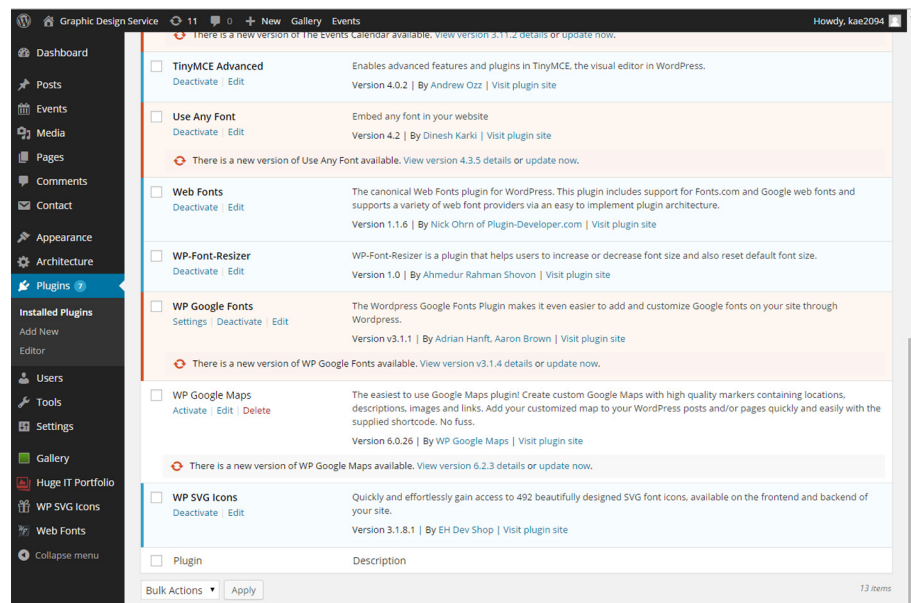 Graphic Design Service 11 0 + New Gallery Events Howdy, kae2094
Dashboard
Posts
Events
Media
Pages
Comments
Contact
Appearance
Architecture
Plugins 7
Installed Plugins
Add New
Editor
Users
Tools
Settings
Gallery
Huge IT Portfolio
WP SVG Icons
Web Fonts
Collapse menu
There is a new version of The Events Calendar available. View version 3.11.2 details or update now.
TinyMCE Advanced
Deactivate | Edit
Enables advanced features and plugins in TinyMCE, the visual editor in WordPress.
Version 4.0.2 | By Andrew Ozz | Visit plugin site
Use Any Font
Deactivate | Edit
Embed any font in your website
Version 4.2 | By Dinesh Karki | Visit plugin site
There is a new version of Use Any Font available. View version 4.3.5 details or update now.
Web Fonts
Deactivate | Edit
The canonical Web Fonts plugin for WordPress. This plugin includes support for Fonts.com and Google web fonts and
supports a variety of web font providers via an easy to implement plugin architecture.
Version 1.1.6 | By Nick Ohrn of Plugin-Developer.com | Visit plugin site
WP-Font-Resizer
Deactivate | Edit
WP-Font-Resizer is a plugin that helps users to increase or decrease font size and also reset default font size.
Version 1.0 | By Ahmedur Rahman Shovon | Visit plugin site
WP Google Fonts
Settings | Deactivate | Edit
The Wordpress Google Fonts Plugin makes it even easier to add and customize Google fonts on your site through
Wordpress.
Version v3.1.1 | By Adrian Hanft, Aaron Brown | Visit plugin site
There is a new version of WP Google Fonts available. View version v3.1.4 details or update now.
WP Google Maps
Activate | Edit | Delete
The easiest to use Google Maps plugin! Create custom Google Maps with high quality markers containing locations,
descriptions, images and links. Add your customized map to your WordPress posts and/or pages quickly and easily with the
supplied shortcode. No fuss.
Version 6.0.26 | By WP Google Maps | Visit plugin site
There is a new version of WP Google Maps available. View version 6.2.3 details or update now.
WP SVG Icons
Deactivate | Edit
Quickly and effortlessly gain access to 492 beautifully designed SVG font icons, available on the frontend and backend of
your site.
Version 3.1.8.1 | By EH Dev Shop | Visit plugin site
Plugin Description
Bulk Actions Apply 13 items